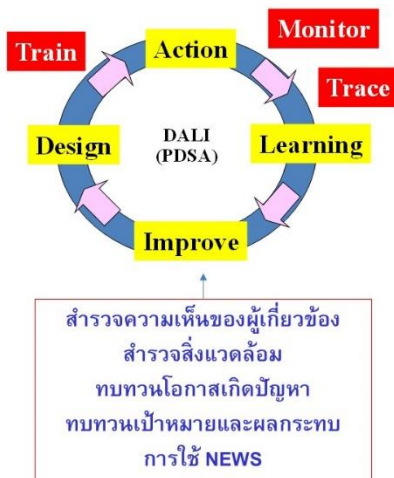 Monitor
Train
Action
Trace
DALI
(PDSA)
Design
Learning
Improve
สำรวจความเห็นของผู้เกี่ยวข้อง
สำรวจสิ่งแวดล้อม
ทบทวนโอกาสเกิดปัญหา
ทบทวนเป้าหมายและผลกระทบ
การใช้ NEWS